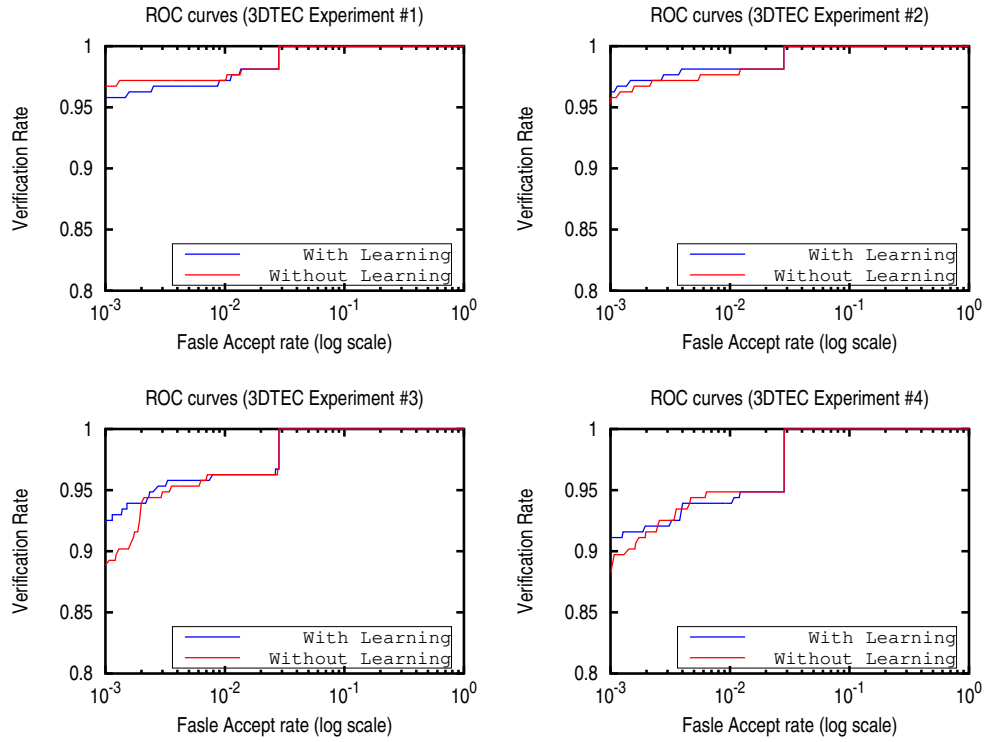 ROC curves (3DTEC Experiment #1)
1
0.95
0.9
0.85
0.8
Verification Rate
With Learning
Without Learning
10^-3
10^-2
10^-1
10^0
Fasle Accept rate (log scale)
ROC curves (3DTEC Experiment #2)
1
0.95
0.9
0.85
0.8
Verification Rate
With Learning
Without Learning
10^-3
10^-2
10^-1
10^0
Fasle Accept rate (log scale)
ROC curves (3DTEC Experiment #3)
1
0.95
0.9
0.85
0.8
Verification Rate
With Learning
Without Learning
10^-3
10^-2
10^-1
10^0
Fasle Accept rate (log scale)
ROC curves (3DTEC Experiment #4)
1
0.95
0.9
0.85
0.8
Verification Rate
With Learning
Without Learning
10^-3
10^-2
10^-1
10^0
Fasle Accept rate (log scale)